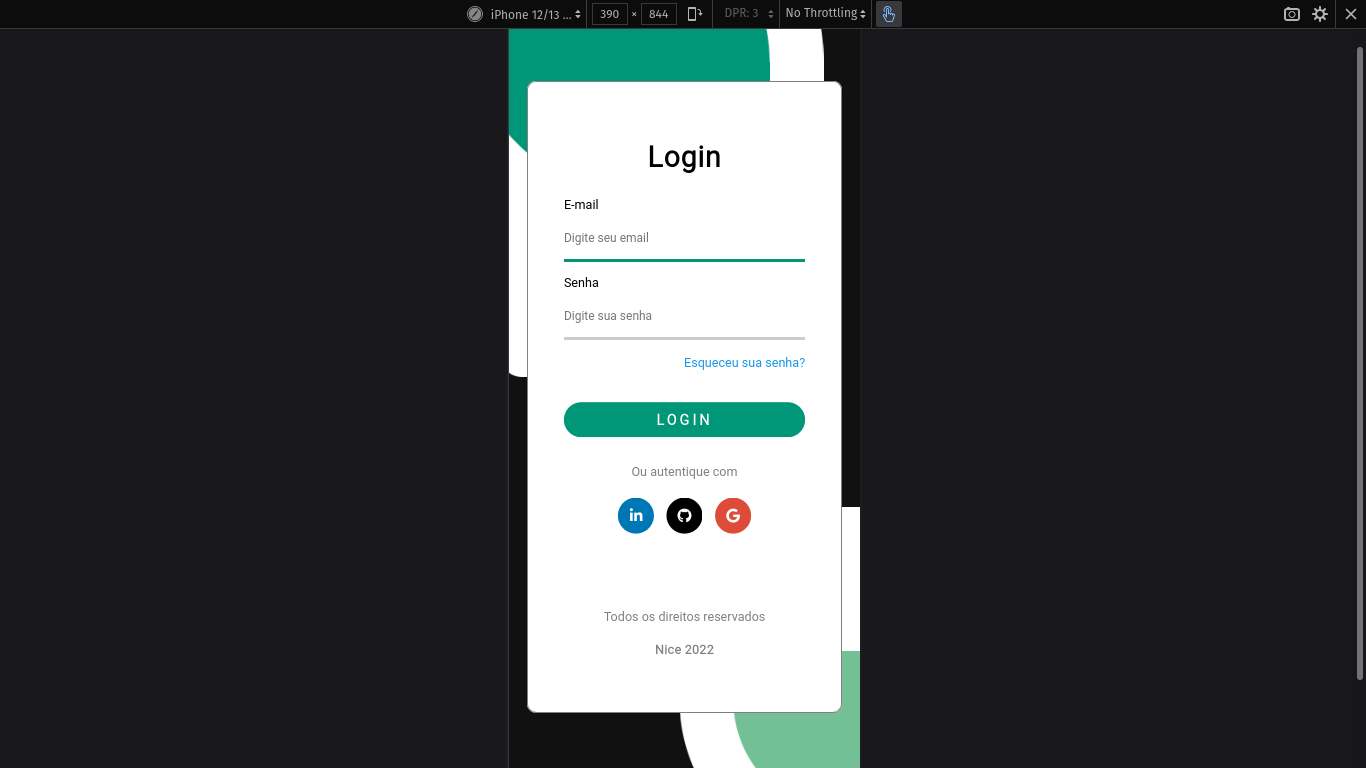 iPhone 12/13 ... 390 × 844 DPR: 3 No Throttling
Login
E-mail
Digite seu email
Senha
Digite sua senha
Esqueceu sua senha?
LOGIN
Ou autentique com
in G
Todos os direitos reservados
Nice 2022